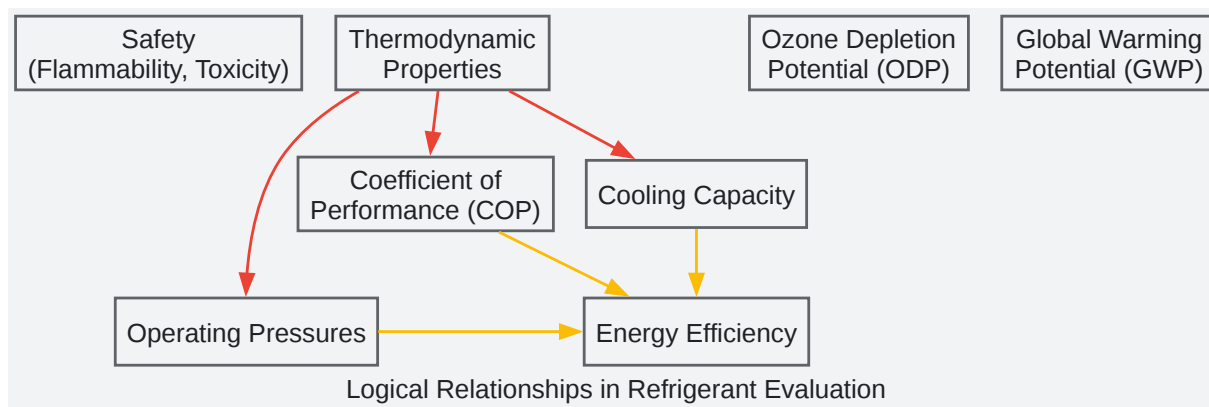 Safety
(Flammability, Toxicity)
Thermodynamic
Properties
Ozone Depletion
Potential (ODP)
Global Warming
Potential (GWP)
Coefficient of
Performance (COP)
Cooling Capacity
Operating Pressures
Energy Efficiency
Logical Relationships in Refrigerant Evaluation